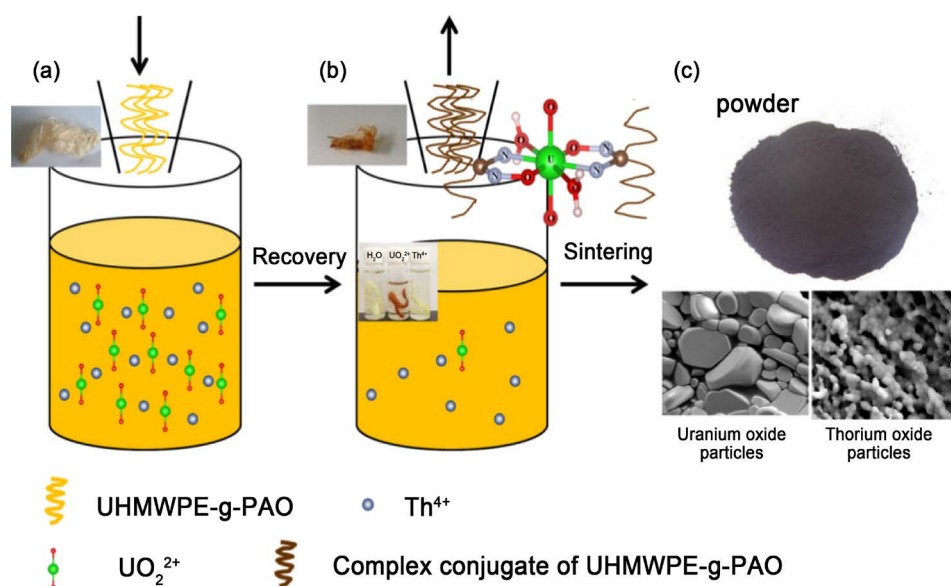 (a)
(b)
(c)
powder
U
O
O
O
O
O
O
N
N
N
N
H₂O UO₂²⁺ Th⁴⁺
Recovery
Sintering
Uranium oxide
particles
Thorium oxide
particles
UHMWPE-g-PAO
Th⁴⁺
UO₂²⁺
Complex conjugate of UHMWPE-g-PAO